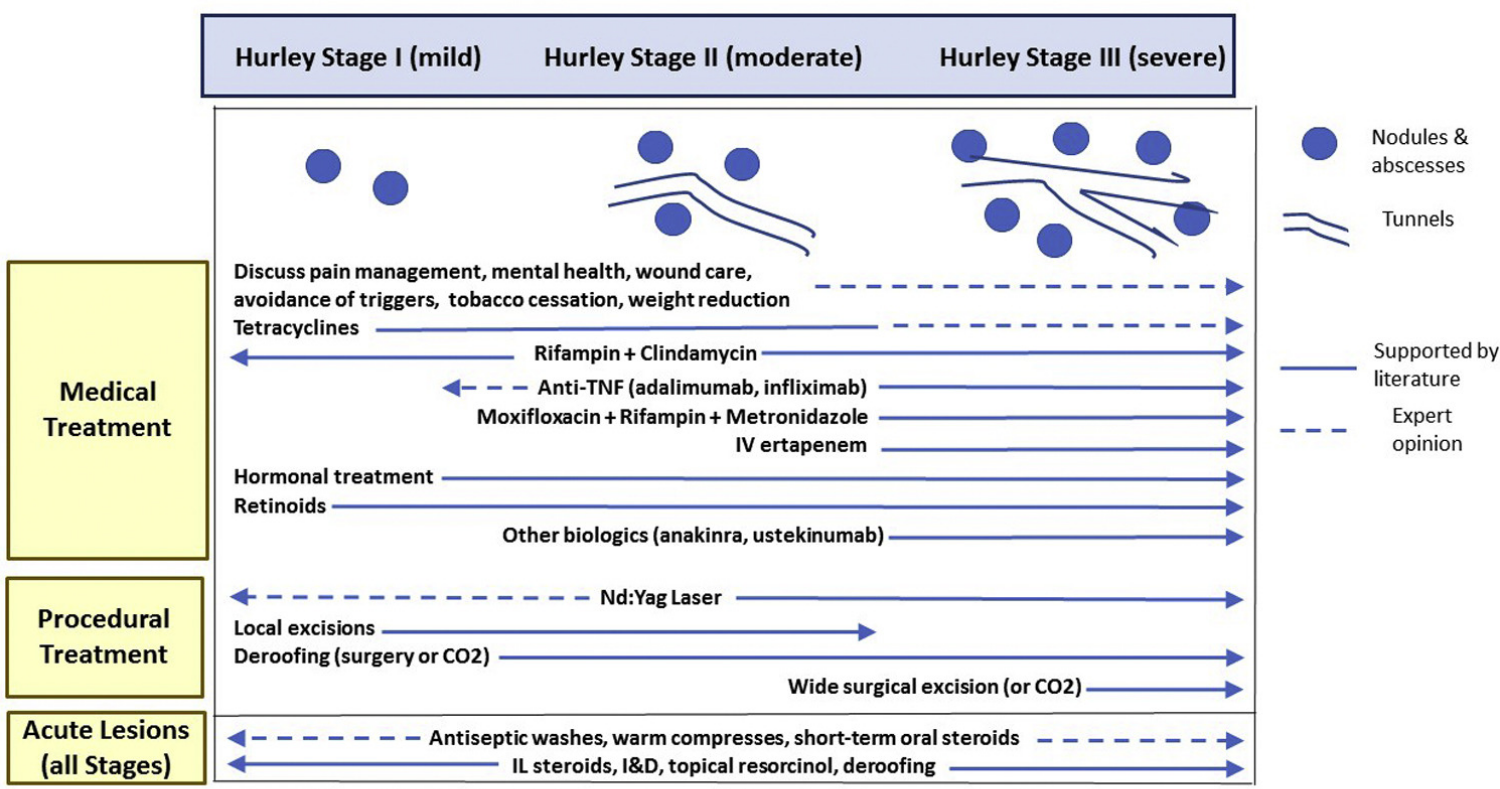 Hurley Stage I (mild) Hurley Stage II (moderate) Hurley Stage III (severe)
Nodules &
abscesses
Tunnels
Supported by
literature
Expert
opinion
Medical
Treatment
Discuss pain management, mental health, wound care,
avoidance of triggers, tobacco cessation, weight reduction
Tetracyclines
Rifampin + Clindamycin
Anti-TNF (adalimumab, infliximab)
Moxifloxacin + Rifampin + Metronidazole
IV ertapenem
Hormonal treatment
Retinoids
Other biologics (anakinra, ustekinumab)
Procedural
Treatment
Nd:Yag Laser
Local excisions
Deroofing (surgery or CO2)
Wide surgical excision (or CO2)
Acute Lesions
(all Stages)
Antiseptic washes, warm compresses, short-term oral steroids
IL steroids, I&D, topical resorcinol, deroofing